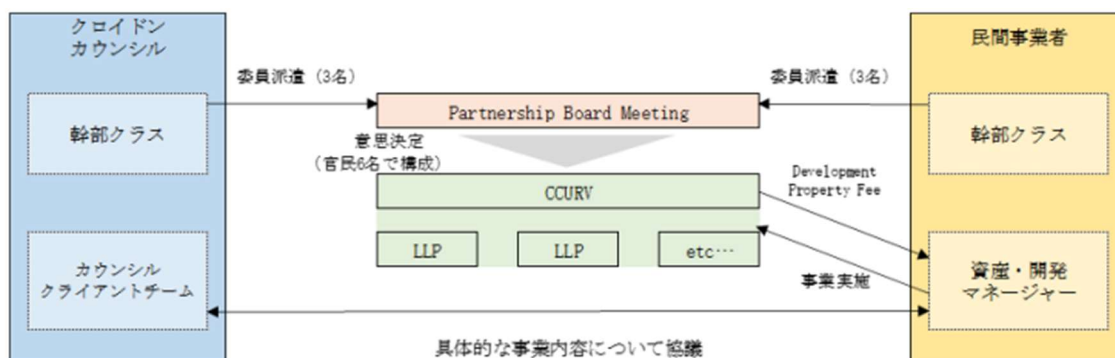 クロイドン
カウンシル
民間事業者
委員派遣（3名）
委員派遣（3名）
幹部クラス
Partnership Board Meeting
幹部クラス
意思決定
（官民6名で構成）
Development
Property Fee
CCURV
LLP
LLP
etc…
カウンシル
クライアントチーム
事業実施
資産・開発
マネージャー
具体的な事業内容について協議